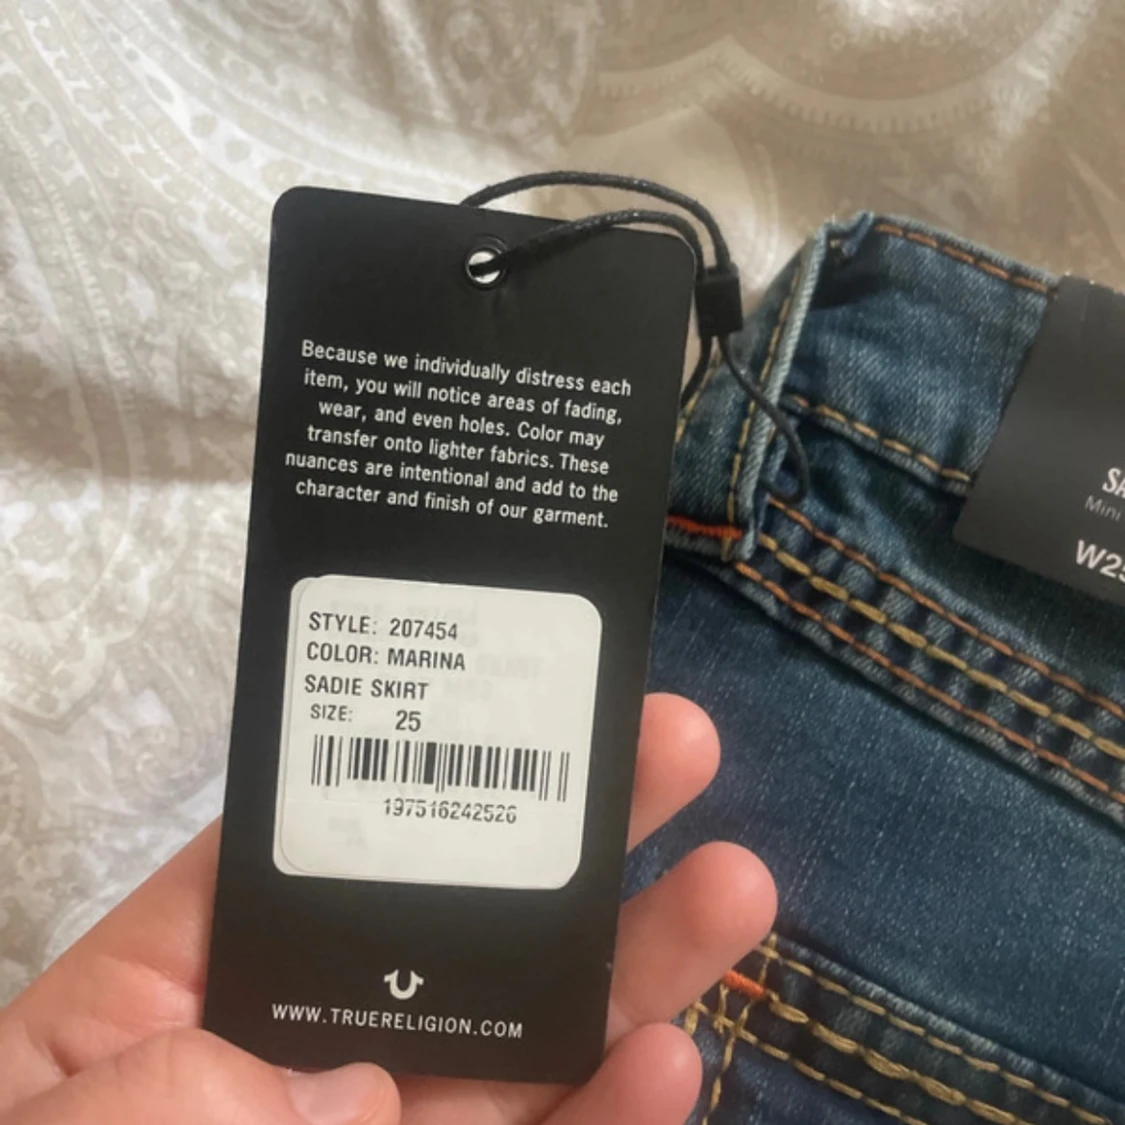 Because we individually distress each
item, you will notice areas of fading,
wear, and even holes. Color may
transfer onto lighter fabrics. These
nuances are intentional and add to the
character and finish of our garment.
STYLE: 207454
COLOR: MARINA
SADIE SKIRT
SIZE: 25
197516242526
WWW.TRUERELIGION.COM
Mini